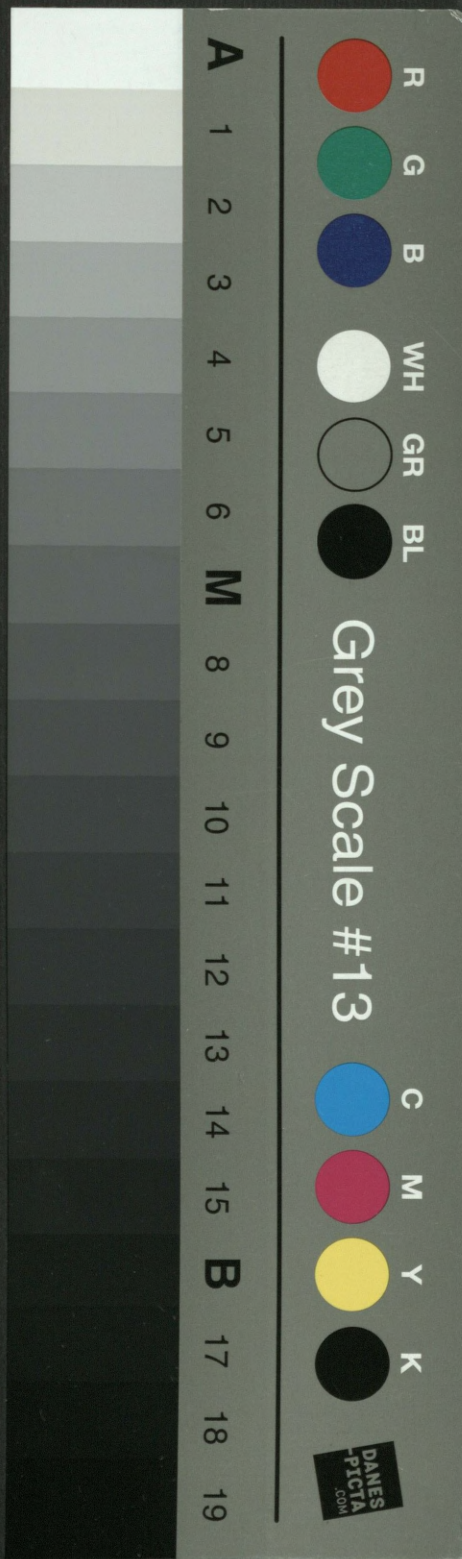 R G B WH GR BL C M Y K
Grey Scale #13
DANES
-PICTA
.COM
A 1 2 3 4 5 6 M 8 9 10 11 12 13 14 15 B 17 18 19